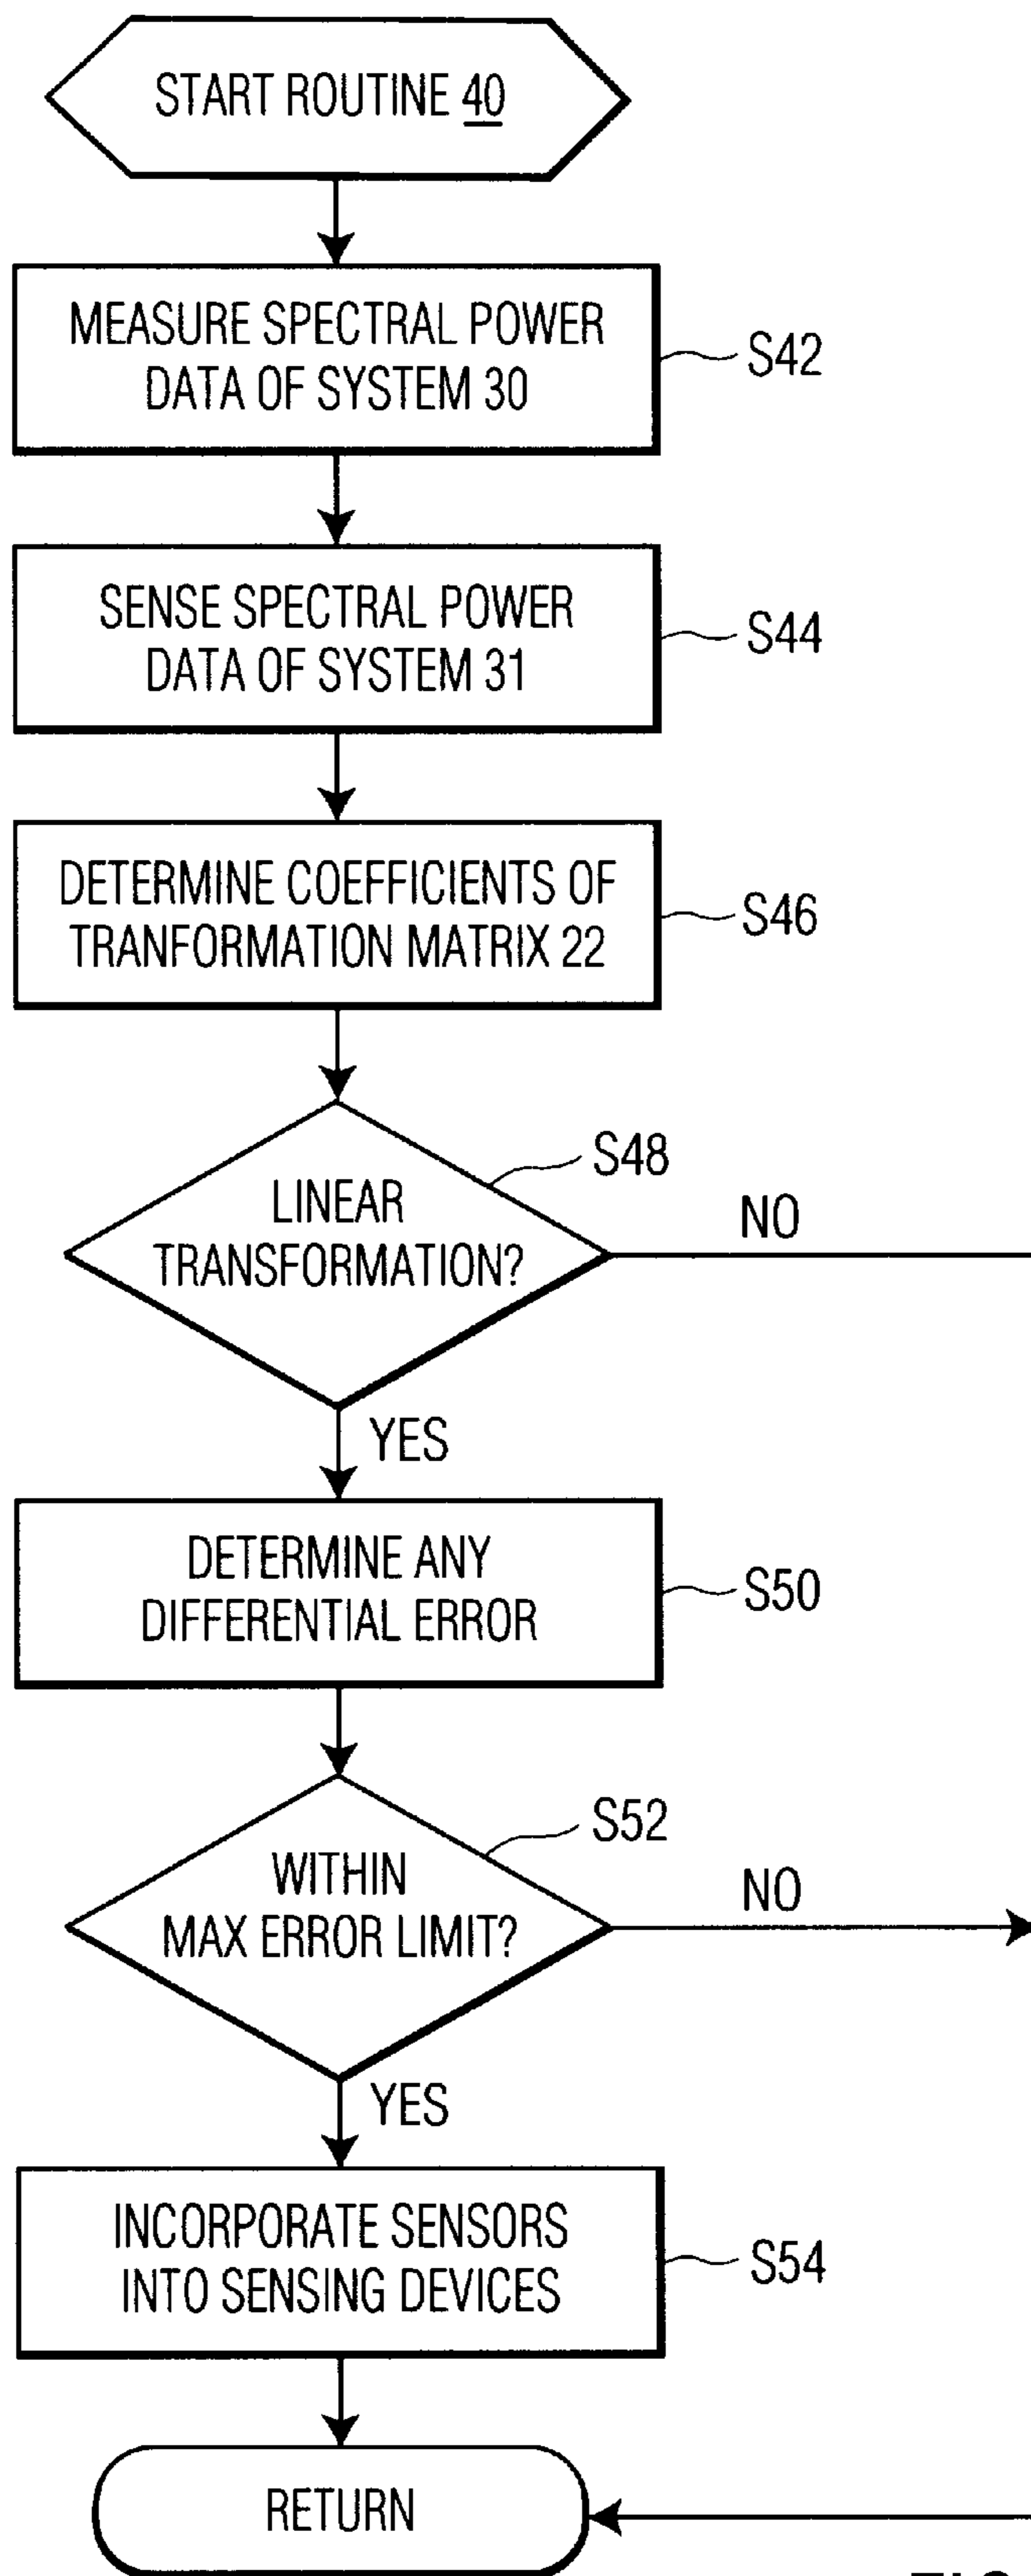 START ROUTINE 40
MEASURE SPECTRAL POWER
DATA OF SYSTEM 30
S42
SENSE SPECTRAL POWER
DATA OF SYSTEM 31
S44
DETERMINE COEFFICIENTS OF
TRANFORMATION MATRIX 22
S46
S48
LINEAR
TRANSFORMATION?
NO
YES
DETERMINE ANY
DIFFERENTIAL ERROR
S50
S52
WITHIN
MAX ERROR LIMIT?
NO
YES
INCORPORATE SENSORS
INTO SENSING DEVICES
S54
RETURN